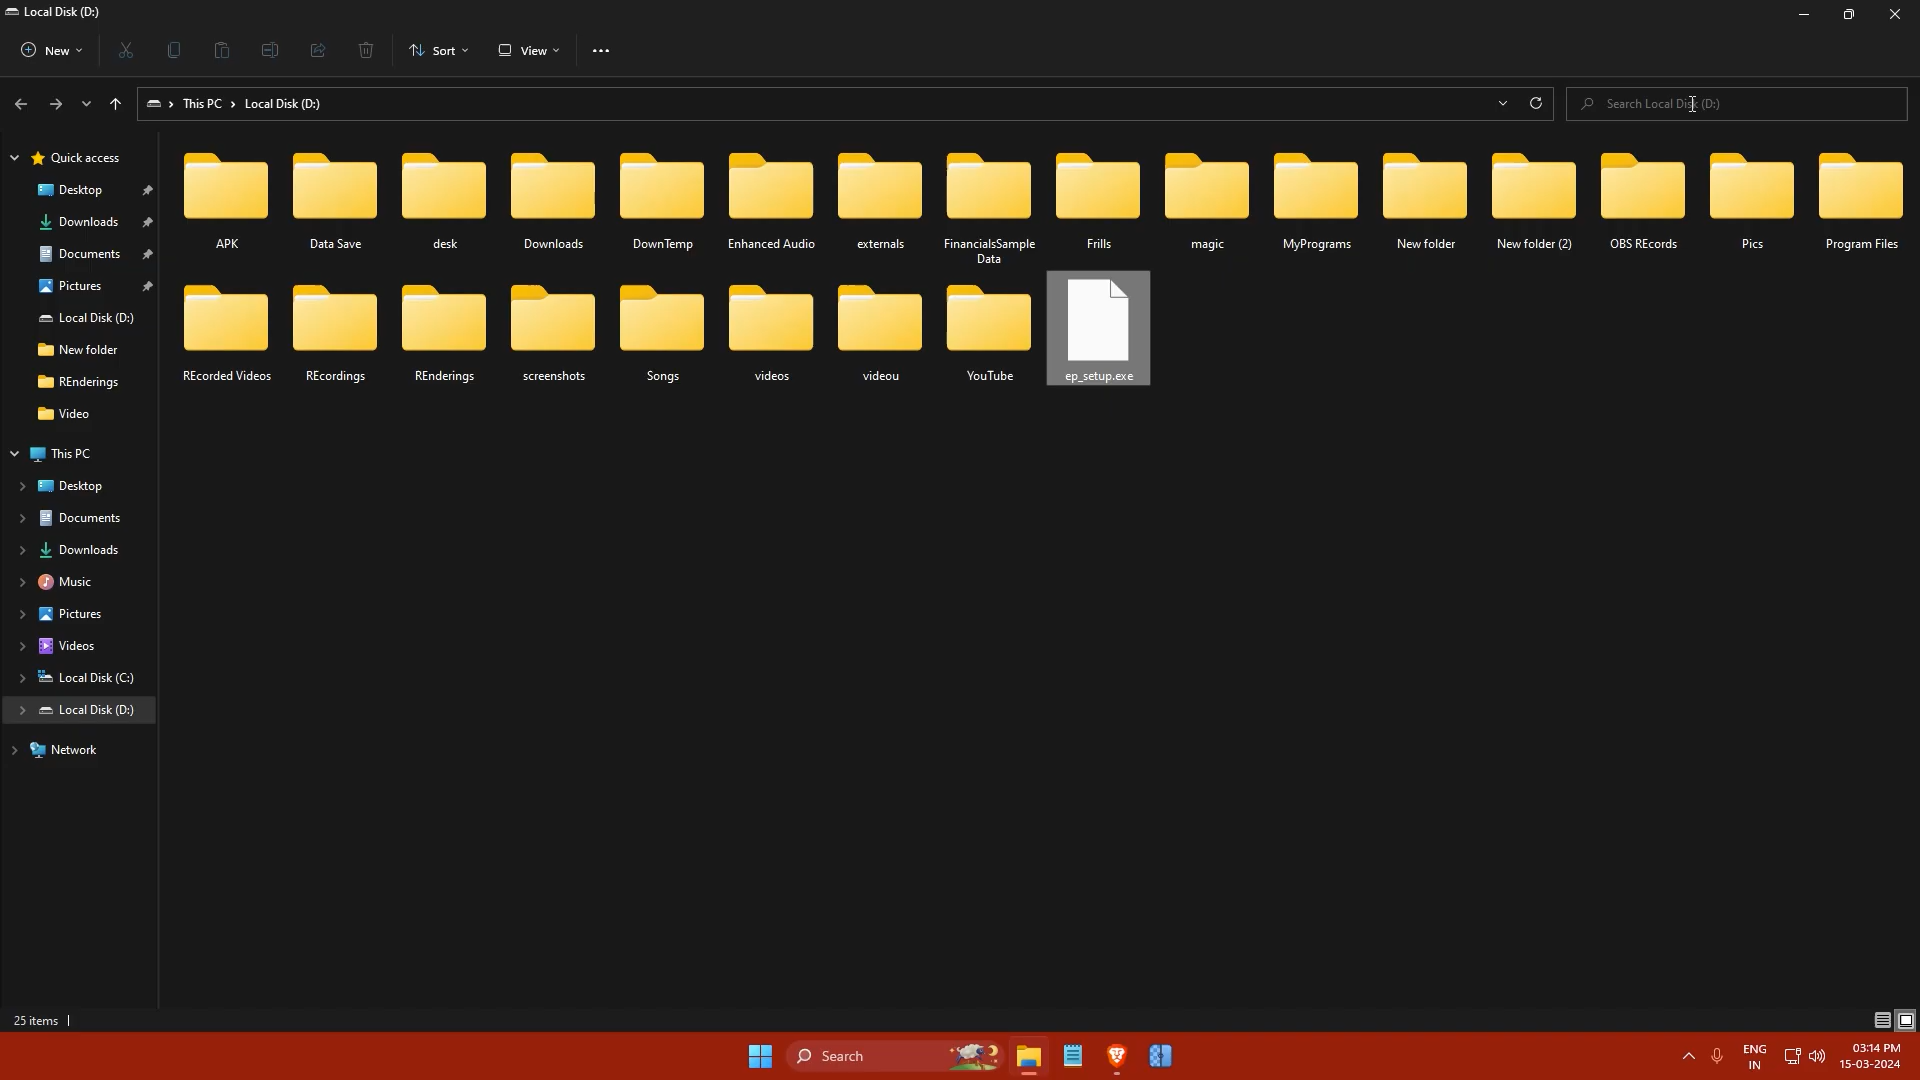 Local Disk (D:)
New
Sort
View
This PC
Local Disk (D:)
Search Local Disk (D:)
Quick access
Desktop
Downloads
Documents
Pictures
Local Disk (D:)
New folder
REnderings
Video
This PC
Desktop
Documents
Downloads
Music
Pictures
Videos
Local Disk (C:)
Local Disk (D:)
Network
APK
Data Save
desk
Downloads
DownTemp
Enhanced Audio
externals
FinancialsSample
Data
Frills
magic
MyPrograms
New folder
New folder (2)
OBS REcords
Pics
Program Files
REcorded Videos
REcordings
REnderings
screenshots
Songs
videos
videou
YouTube
ep_setup.exe
25 items
Search
ENG
IN
03:14 PM
15-03-2024